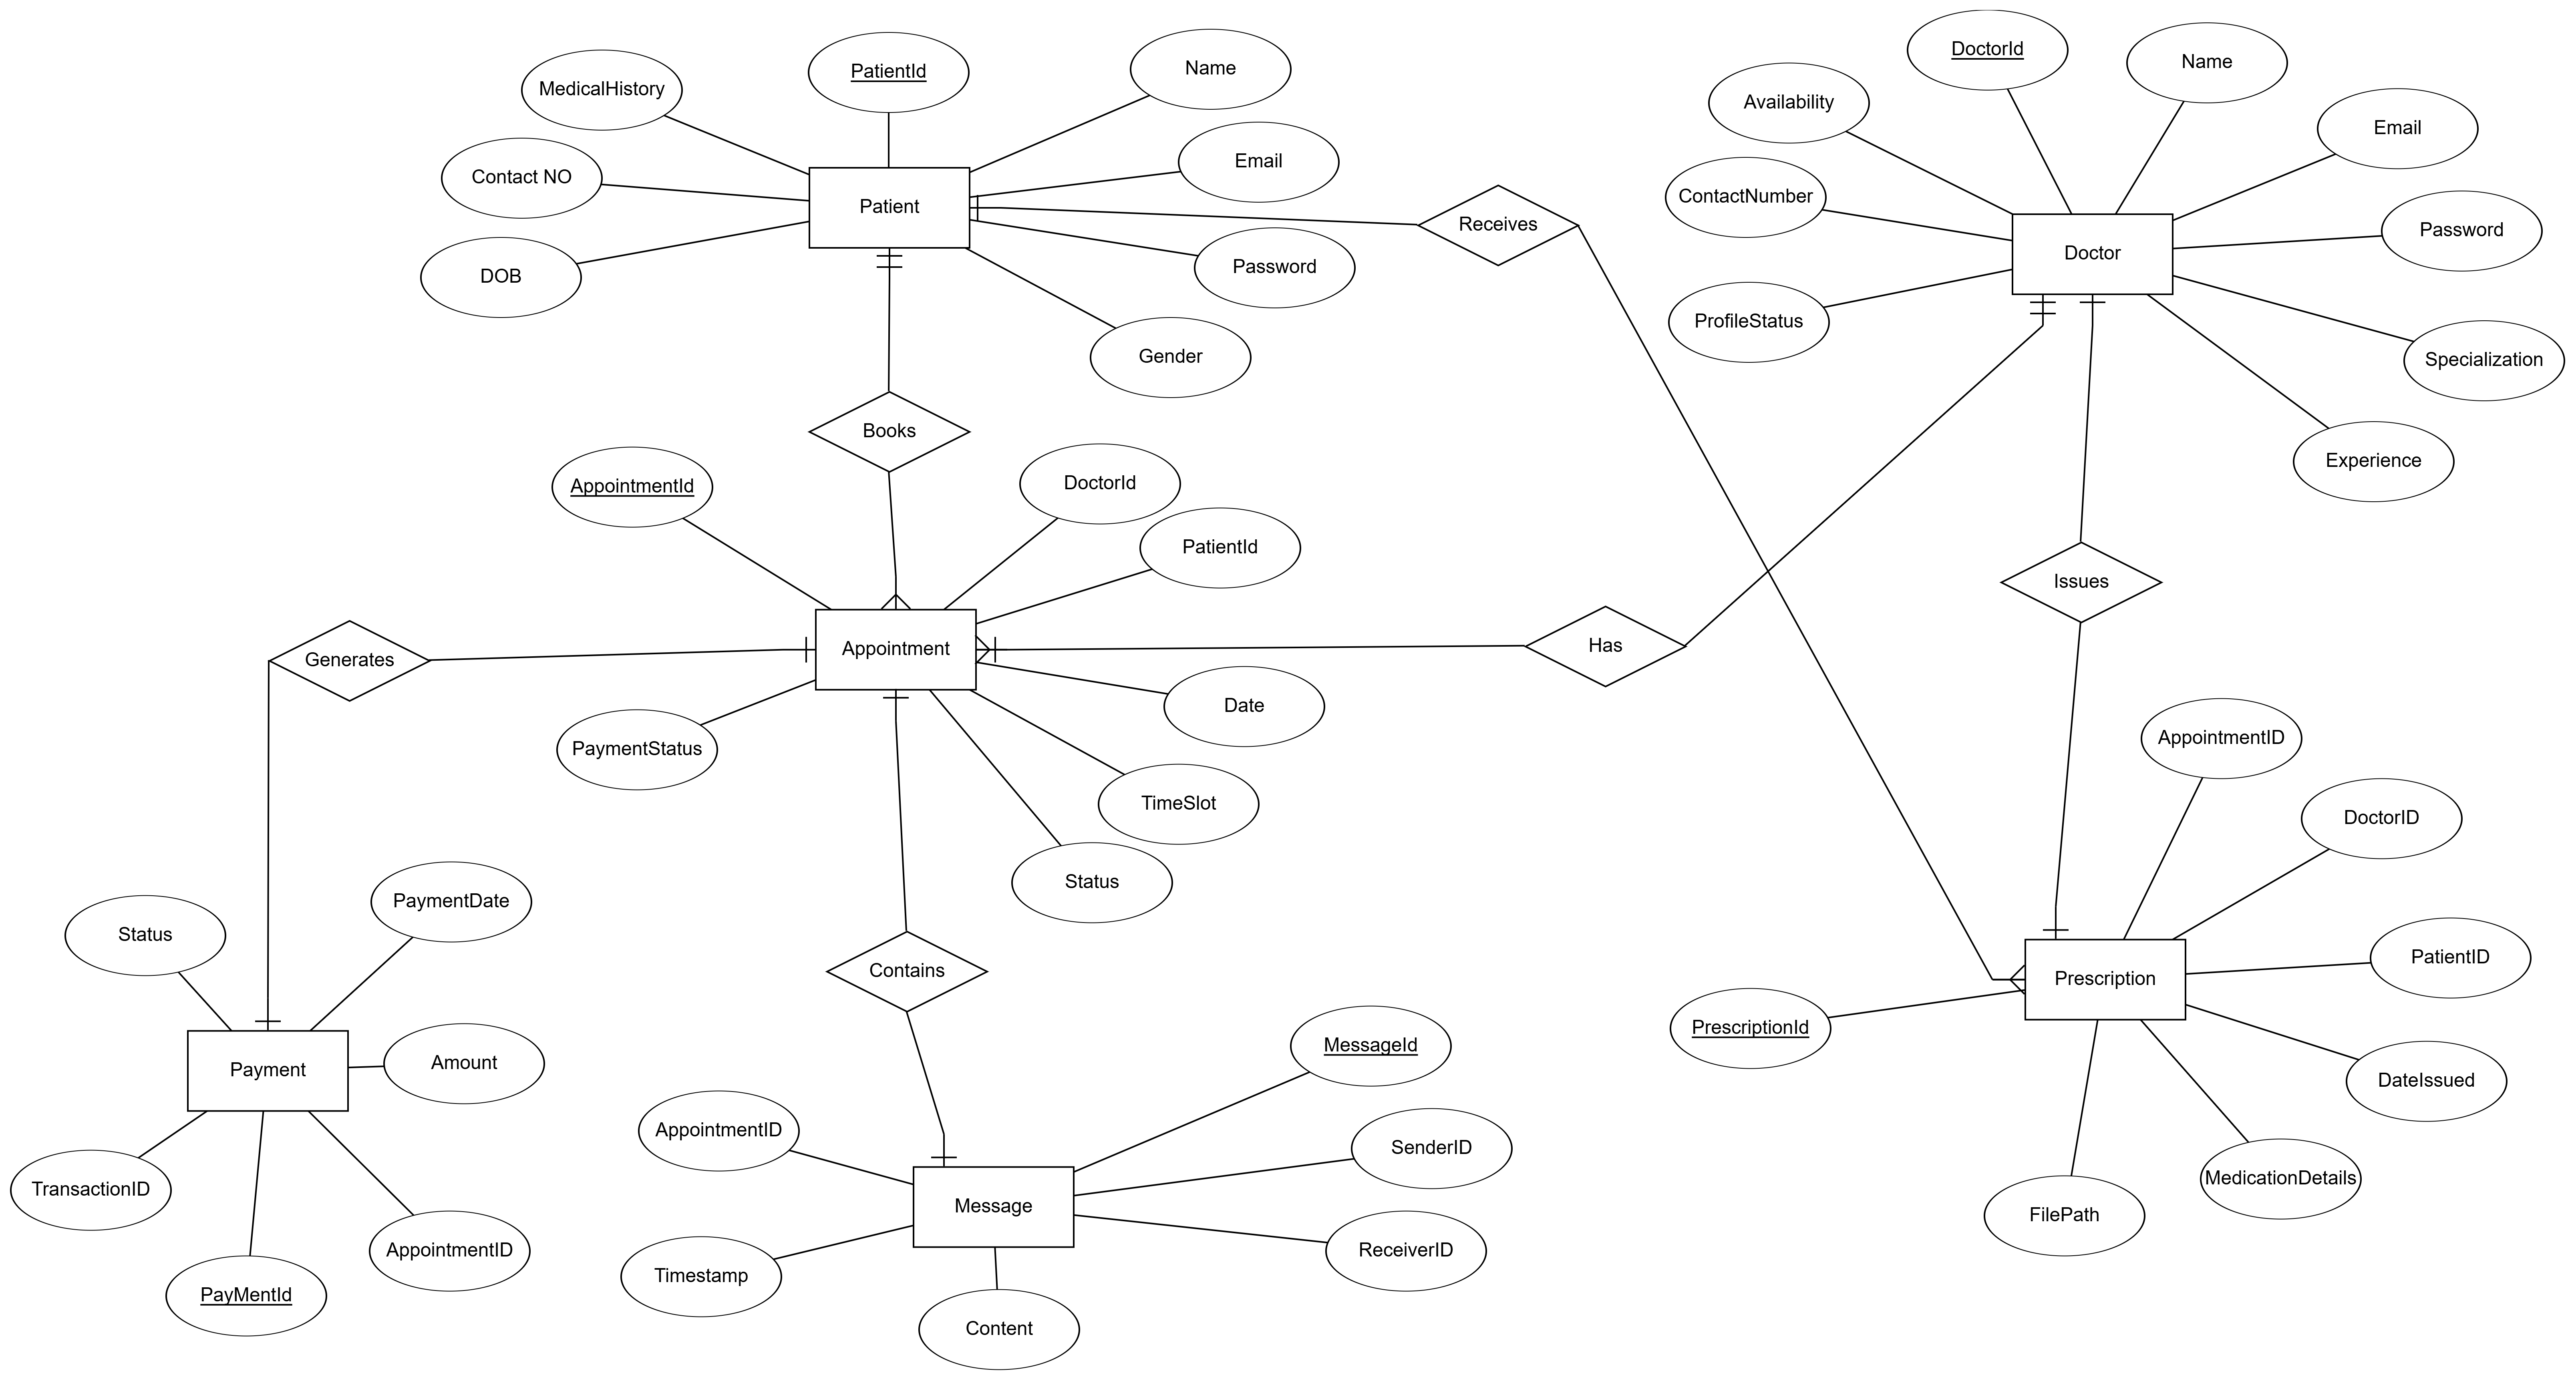 PatientId
Name
MedicalHistory
Email
Contact NO
Patient
Password
DOB
Gender
Receives
DoctorId
Name
Availability
Email
ContactNumber
Password
Doctor
ProfileStatus
Specialization
Experience
Books
AppointmentId
DoctorId
PatientId
Issues
Generates
Appointment
Has
Date
PaymentStatus
TimeSlot
Status
AppointmentID
DoctorID
PatientID
Prescription
PrescriptionId
DateIssued
MedicationDetails
FilePath
Contains
Status
PaymentDate
Payment
Amount
TransactionID
AppointmentID
PayMentId
MessageId
AppointmentID
SenderID
Message
ReceiverID
Timestamp
Content